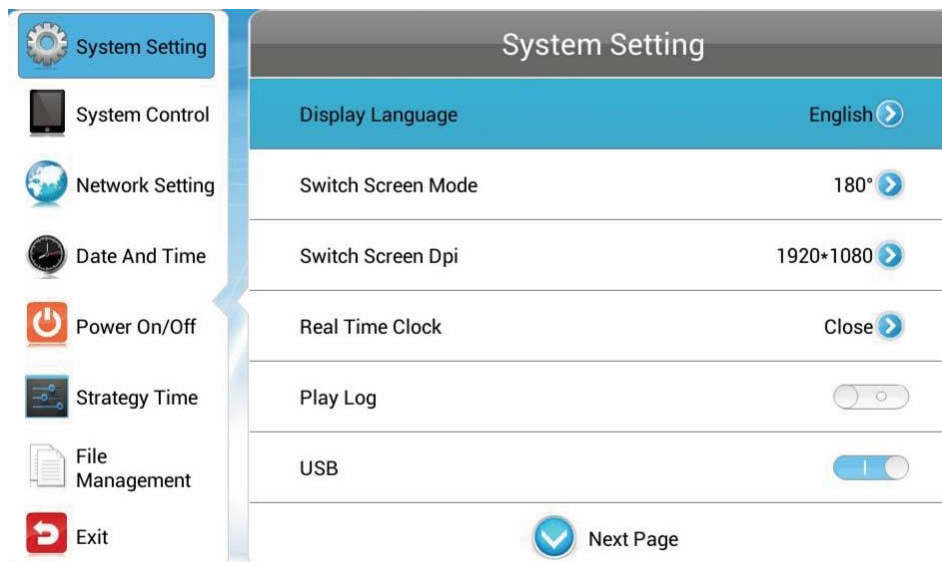 System Setting
System Control
Network Setting
Date And Time
Power On/Off
Strategy Time
File
Management
Exit
System Setting
Display Language English
Switch Screen Mode 180°
Switch Screen Dpi 1920*1080
Real Time Clock Close
Play Log
USB
Next Page